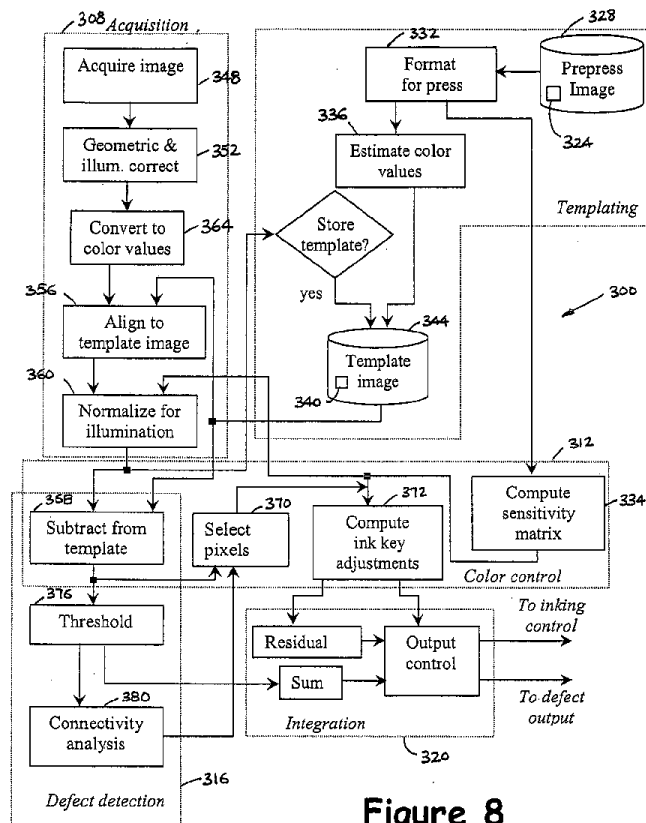 308
Acquisition
Acquire image
348
Geometric &
illum. correct
352
Convert to
color values
364
356
Align to
template image
360
Normalize for
illumination
332
Format
for press
328
Prepress
Image
324
336
Estimate color
values
Templating
Store
template?
yes
344
Template
image
340
300
312
358
Subtract from
template
370
Select
pixels
372
Compute
ink key
adjustments
Compute
sensitivity
matrix
334
Color control
376
Threshold
380
Connectivity
analysis
316
Defect detection
Residual
Sum
Output
control
Integration
320
To inking
control
To defect
output
Figure 8